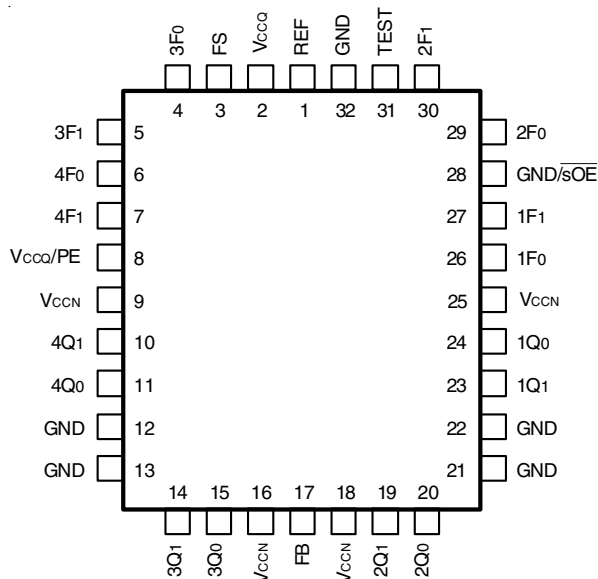 3F0 FS VCCQ REF GND TEST 2F1
4 3 2 1 32 31 30
3F1 5 29 2F0
4F0 6 28 GND/sOE
4F1 7 27 1F1
VCCQ/PE 8 26 1F0
VCCN 9 25 VCCN
4Q1 10 24 1Q0
4Q0 11 23 1Q1
GND 12 22 GND
GND 13 21 GND
14 15 16 17 18 19 20
3Q1 3Q0 VCCN FB VCCN 2Q1 2Q0